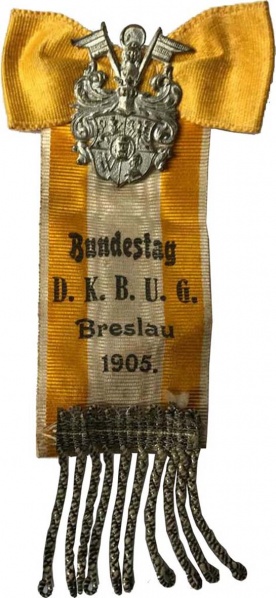 Bundestag
D. K. B. U. G.
Breslau
1905.